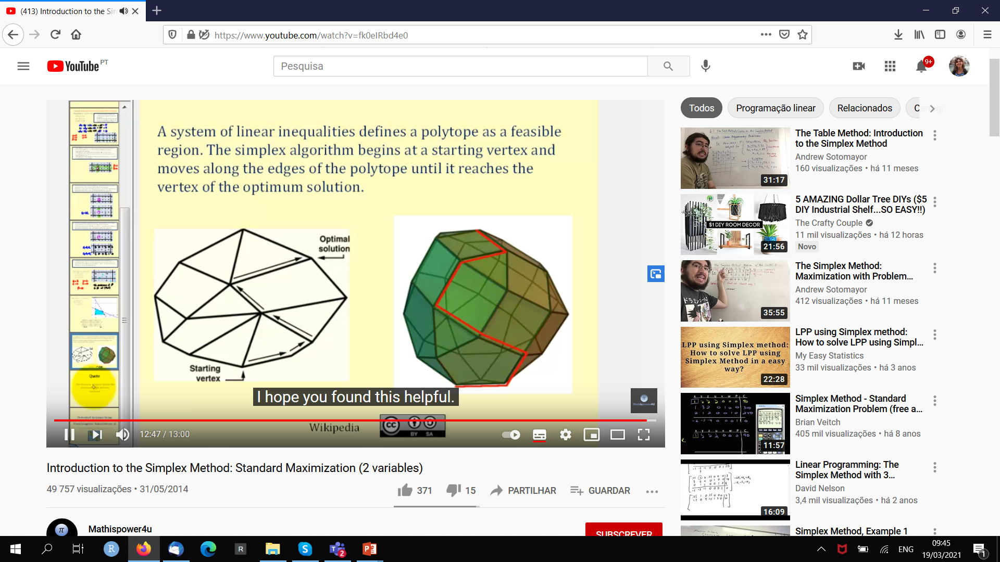 (413) Introduction to the Sin
https://www.youtube.com/watch?v=fk0eIRbd4e0
YouTube PT
Pesquisa
9+
A system of linear inequalities defines a polytope as a feasible
region. The simplex algorithm begins at a starting vertex and
moves along the edges of the polytope until it reaches the
vertex of the optimum solution.
Optimal
solution
Starting
vertex
Quote
I hope you found this helpful.
Wikipedia
CC BY SA
12:47 / 13:00
Introduction to the Simplex Method: Standard Maximization (2 variables)
49 757 visualizações • 31/05/2014
371
15
PARTILHAR
GUARDAR
Mathispower4u
SUBSCREVER
Todos
Programação linear
Relacionados
The Table Method: Introduction
to the Simplex Method
Andrew Sotomayor
160 visualizações • há 11 meses
31:17
5 AMAZING Dollar Tree DIYs ($5
DIY Industrial Shelf...SO EASY!!)
The Crafty Couple
11 mil visualizações • há 12 horas
Novo
$1 DIY ROOM DECOR
21:56
The Simplex Method:
Maximization with Problem...
Andrew Sotomayor
412 visualizações • há 11 meses
35:55
LPP using Simplex method:
How to solve LPP using Simpl...
My Easy Statistics
33 mil visualizações • há 3 anos
LPP using Simplex method:
How to solve LPP using
Simplex Method in a easy
way?
22:28
Simplex Method - Standard
Maximization Problem (free a...
Brian Veitch
405 mil visualizações • há 8 anos
11:57
Linear Programming: The
Simplex Method with 3...
David Nelson
3,4 mil visualizações • há 2 anos
16:09
Simplex Method, Example 1
R
R
S
2
ENG
09:45
19/03/2021
1